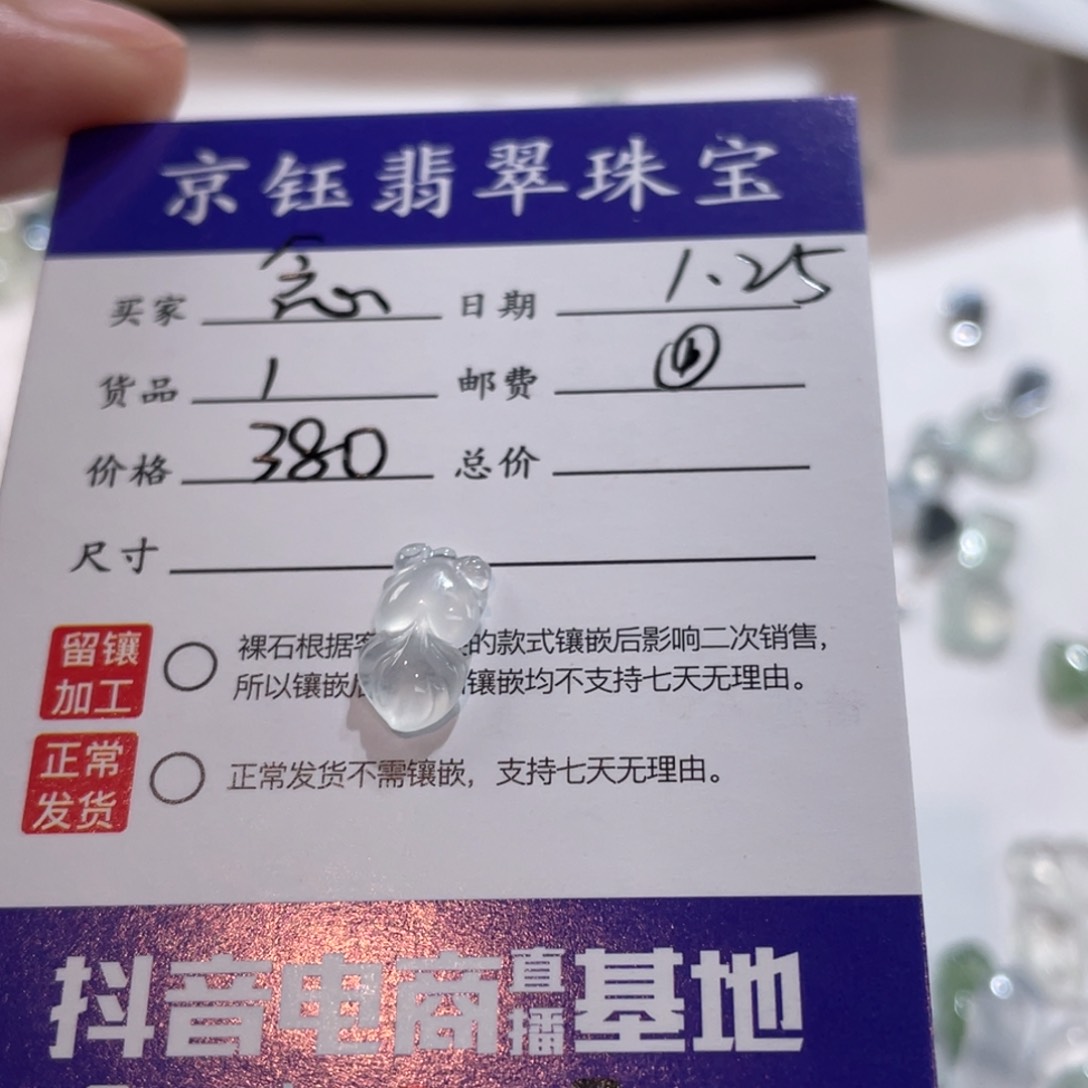 京钰翡翠珠宝
买家 念 日期 1.25
货品 1 邮费
价格 380 总价
尺寸
留镶加工 裸石根据客 的款式镶嵌后影响二次销售，
所以镶嵌 镶嵌均不支持七天无理由。
正常发货 正常发货不需镶嵌，支持七天无理由。
抖音电商直播基地